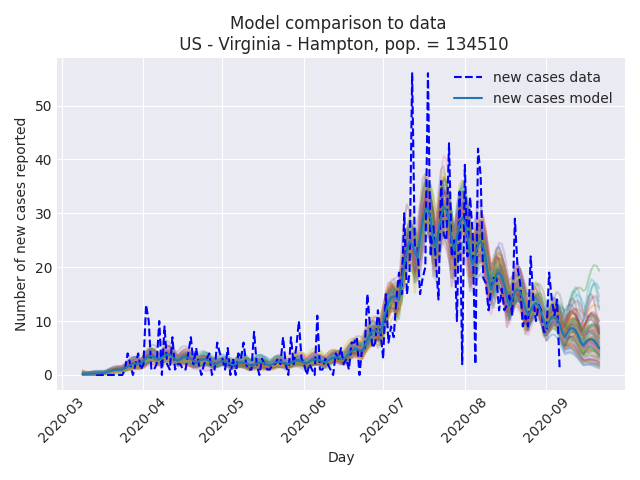 Model comparison to data
US - Virginia - Hampton, pop. = 134510
new cases data
new cases model
Number of new cases reported
50
40
30
20
10
0
2020-03
2020-04
2020-05
2020-06
2020-07
2020-08
2020-09
Day